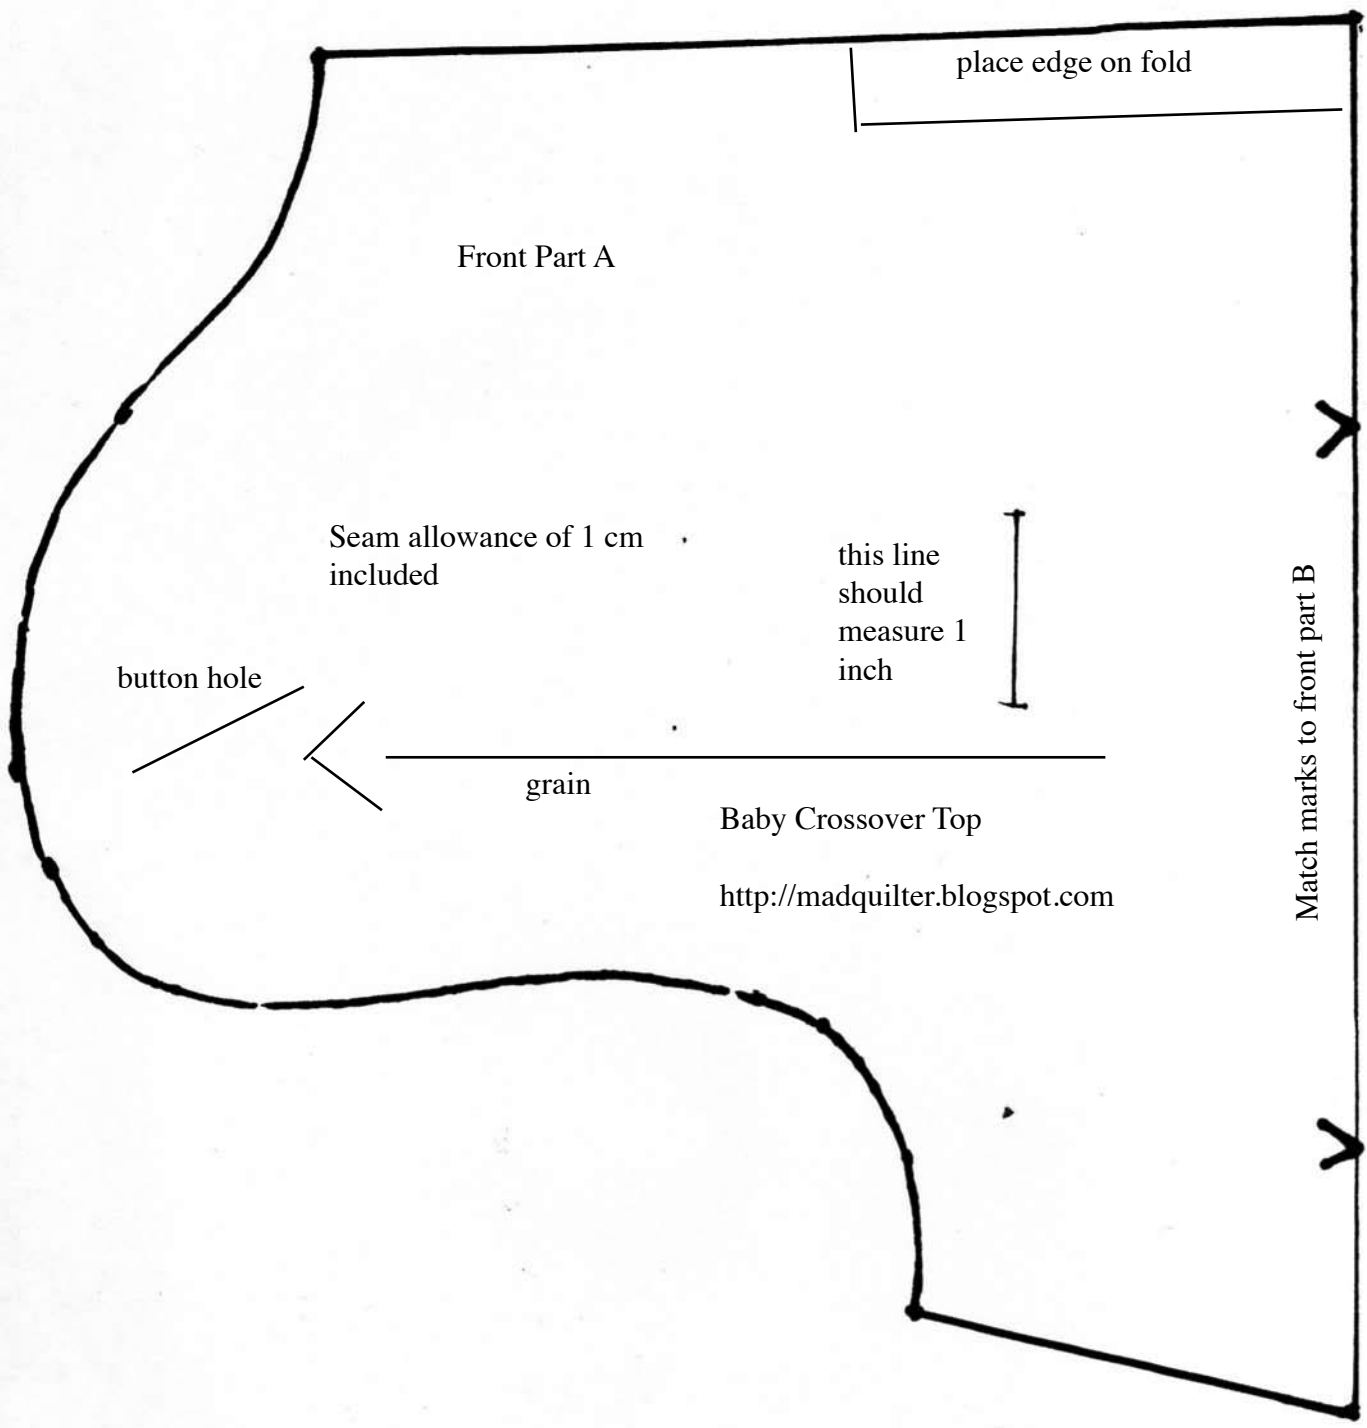 place edge on fold
Front Part A
Seam allowance of 1 cm
included
this line
should
measure 1
inch
Match marks to front part B
button hole
grain
Baby Crossover Top
http://madquilter.blogspot.com